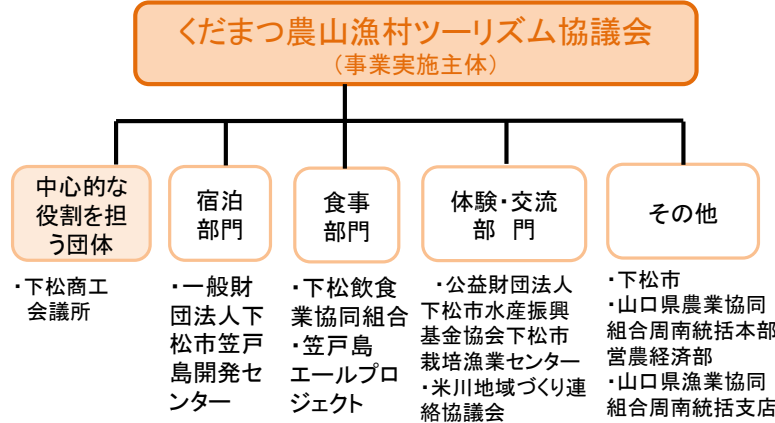 くだまつ農山漁村ツーリズム協議会
（事業実施主体）
中心的な
役割を担
う団体
・下松商工
会議所
宿泊
部門
・一般財
団法人下
松市笠戸
島開発セ
ンター
食事
部門
・下松飲食
業協同組合
・笠戸島
エールプロ
ジェクト
体験・交流
部　門
・公益財団法人
下松市水産振興
基金協会下松市
栽培漁業センター
・米川地域づくり連
絡協議会
その他
・下松市
・山口県農業協同
組合周南統括本部
営農経済部
・山口県漁業協同
組合周南統括支店